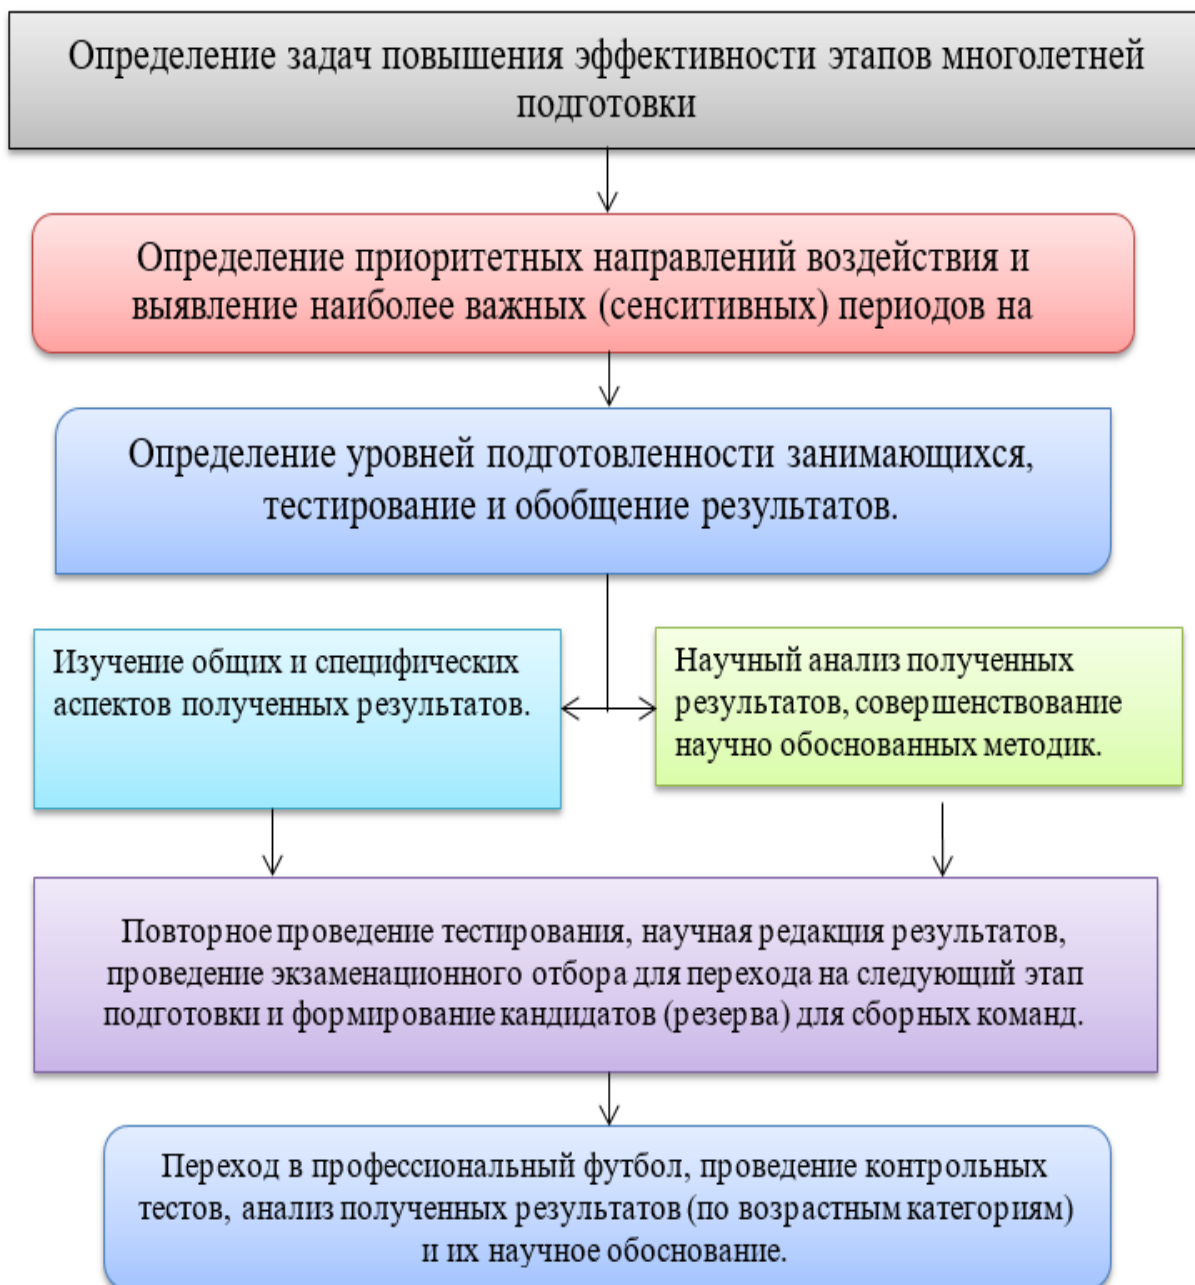 Определение задач повышения эффективности этапов многолетней
подготовки
Определение приоритетных направлений воздействия и
выявление наиболее важных (сенситивных) периодов на
Определение уровней подготовленности занимающихся,
тестирование и обобщение результатов.
Изучение общих и специфических
аспектов полученных результатов.
Научный анализ полученных
результатов, совершенствование
научно обоснованных методик.
Повторное проведение тестирования, научная редакция результатов,
проведение экзаменационного отбора для перехода на следующий этап
подготовки и формирование кандидатов (резерва) для сборных команд.
Переход в профессиональный футбол, проведение контрольных
тестов, анализ полученных результатов (по возрастным категориям)
и их научное обоснование.